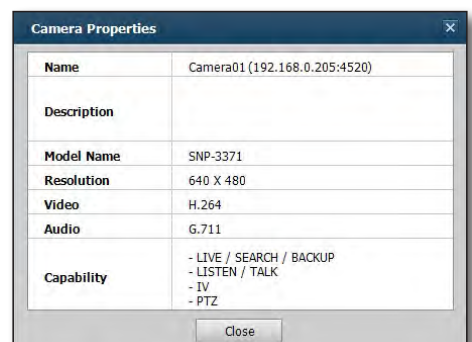 Camera Properties
Name Camera01 (192.168.0.205:4520)
Description
Model Name SNP-3371
Resolution 640 X 480
Video H.264
Audio G.711
Capability
- LIVE / SEARCH / BACKUP
- LISTEN / TALK
- IV
- PTZ
Close